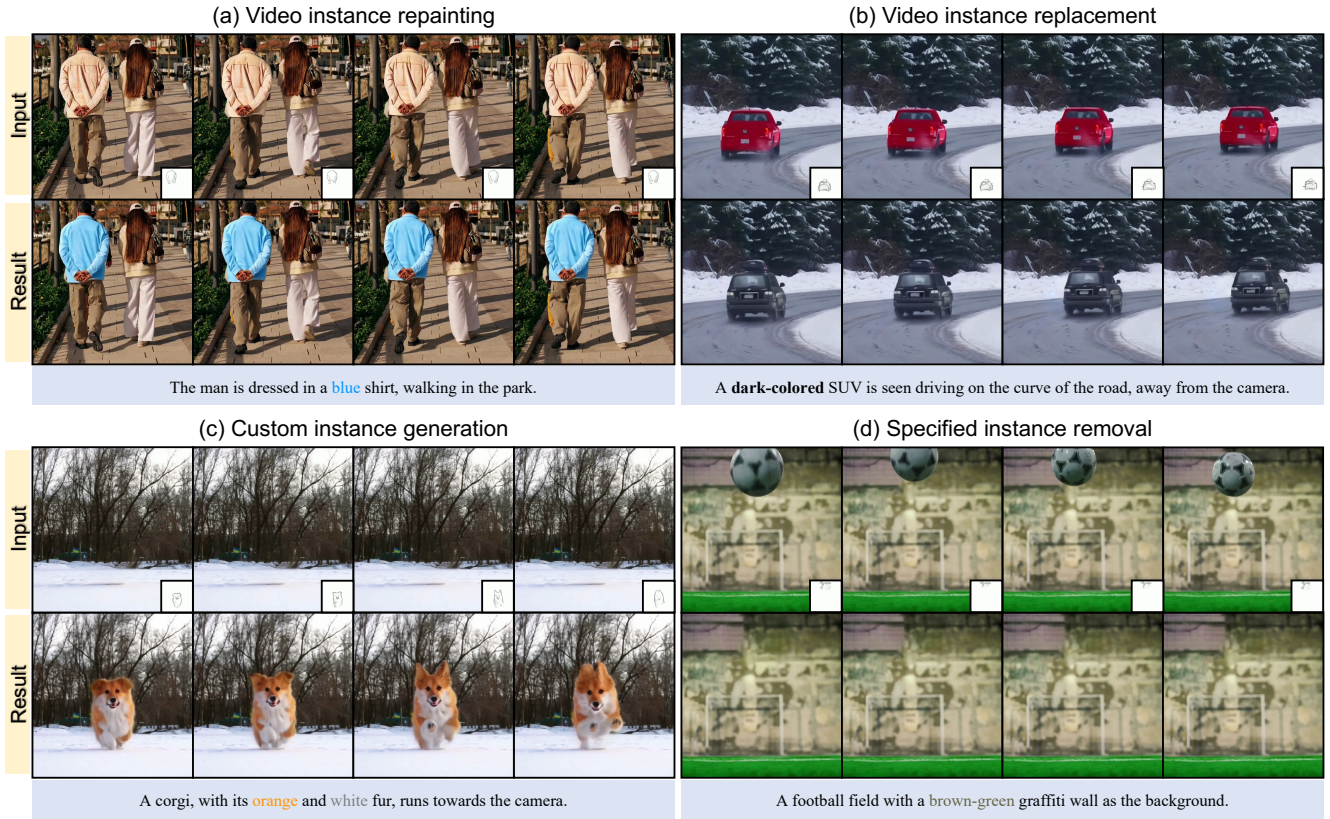 (a) Video instance repainting
(b) Video instance replacement
Input
Result
The man is dressed in a blue shirt, walking in the park.
A dark-colored SUV is seen driving on the curve of the road, away from the camera.
(c) Custom instance generation
(d) Specified instance removal
Input
Result
A corgi, with its orange and white fur, runs towards the camera.
A football field with a brown-green graffiti wall as the background.